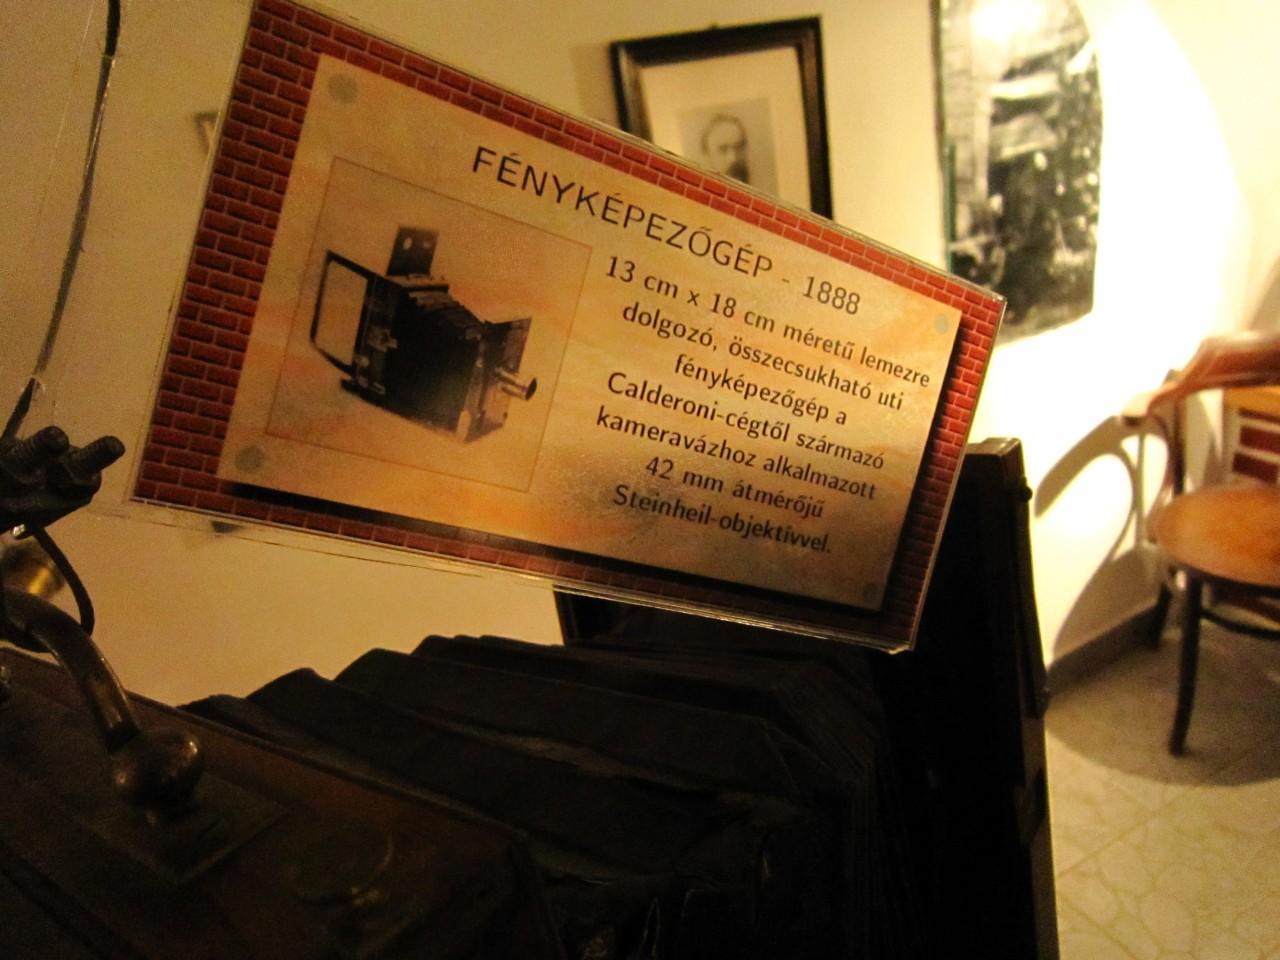 FÉNYKÉPEZŐGÉP - 1888
13 cm x 18 cm méretű lemezre
dolgozó, összecsukható uti
fényképezőgép a
Calderoni-cégtől származó
kameravázhoz alkalmazott
42 mm átmérőjű
Steinheil-objektívvel.